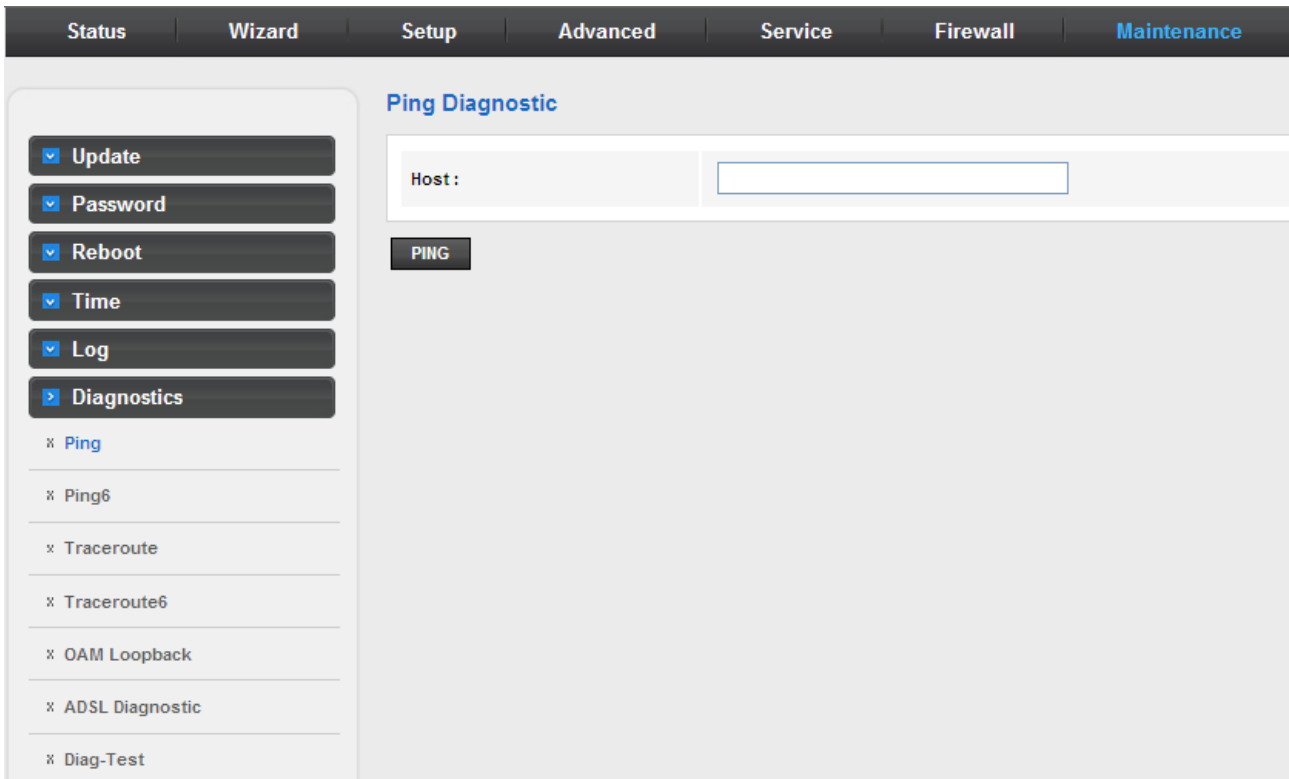 Status Wizard Setup Advanced Service Firewall Maintenance
Update
Password
Reboot
Time
Log
Diagnostics
Ping
Ping6
Traceroute
Traceroute6
OAM Loopback
ADSL Diagnostic
Diag-Test
Ping Diagnostic
Host:
PING